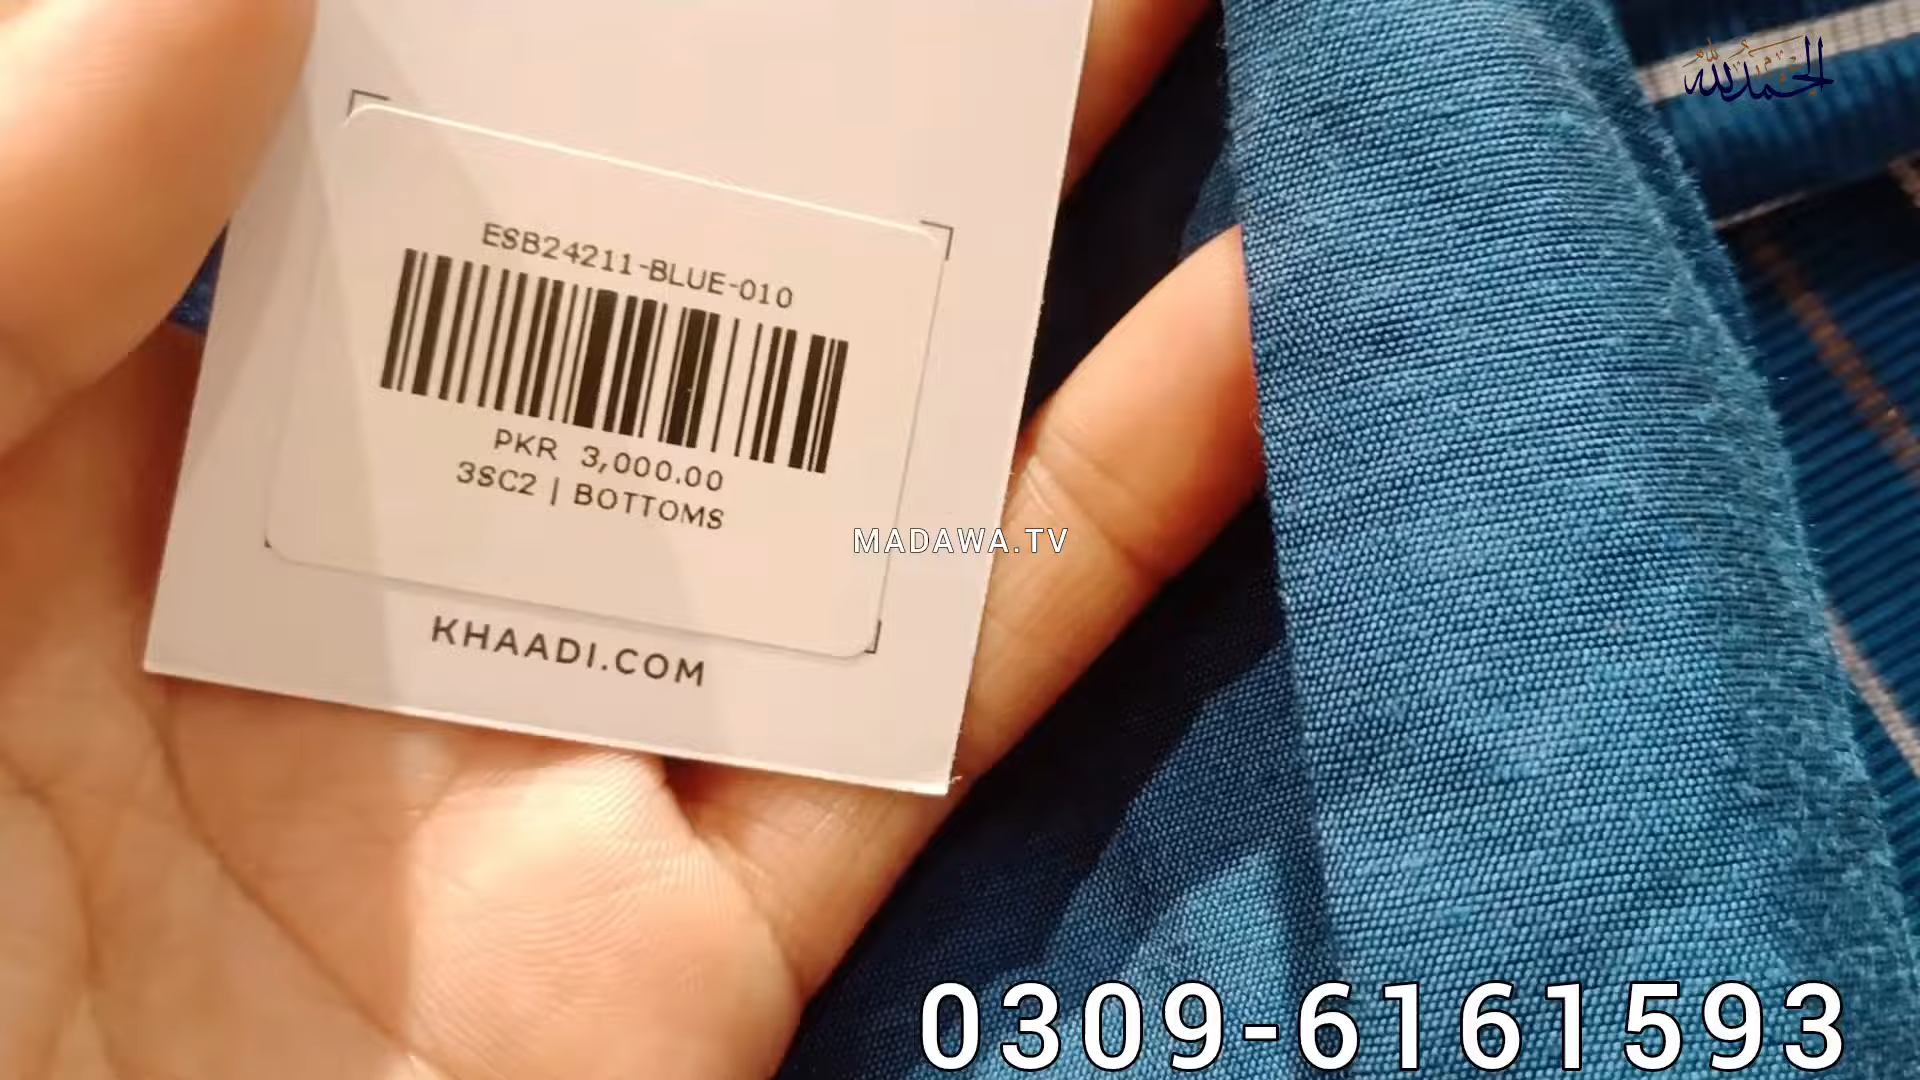 الحمدلله
ESB24211-BLUE-010
PKR 3,000.00
3SC2 | BOTTOMS
MADAWA.TV
KHAADI.COM
0309-6161593